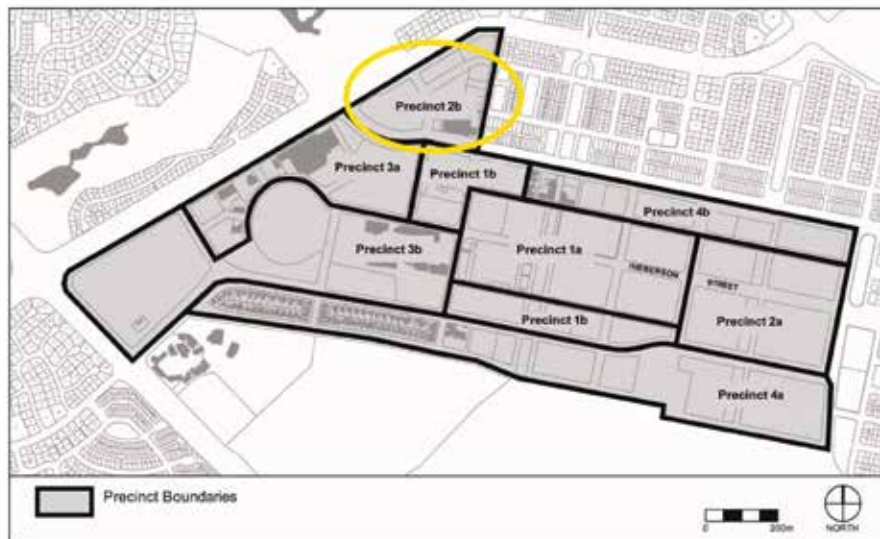 Precinct 2b
Precinct 3a
Precinct 1b
Precinct 4b
Precinct 3b
Precinct 1a
STREET
Precinct 1b
Precinct 2a
Precinct 4a
Precinct Boundaries
0
200m
NORTH